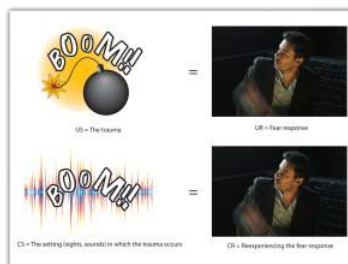 BOOM!!
=
US = The trauma
UR = Fear response
BOOM!!
=
CS = The setting (sights, sounds) in which the trauma occurs
CR = Reexperiencing the fear response